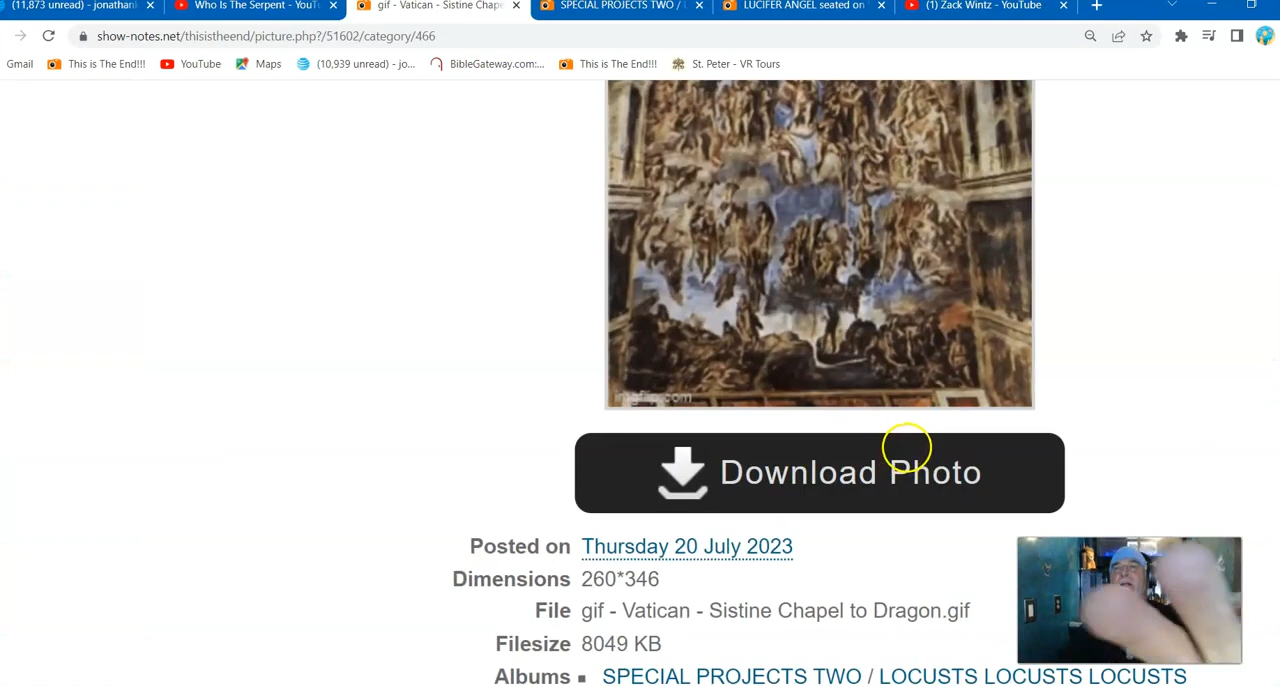 (11,873 unread) - jonathank
Who Is The Serpent - YouTu
gif - Vatican - Sistine Chape
SPECIAL PROJECTS TWO / L
LUCIFER ANGEL seated on
(1) Zack Wintz - YouTube
show-notes.net/thisistheend/picture.php?/51602/category/466
Gmail
This is The End!!!
YouTube
Maps
(10,939 unread) - jo...
BibleGateway.com:...
This is The End!!!
St. Peter - VR Tours
imgflip.com
Download Photo
Posted on Thursday 20 July 2023
Dimensions 260*346
File gif - Vatican - Sistine Chapel to Dragon.gif
Filesize 8049 KB
Albums ▪ SPECIAL PROJECTS TWO / LOCUSTS LOCUSTS LOCUSTS